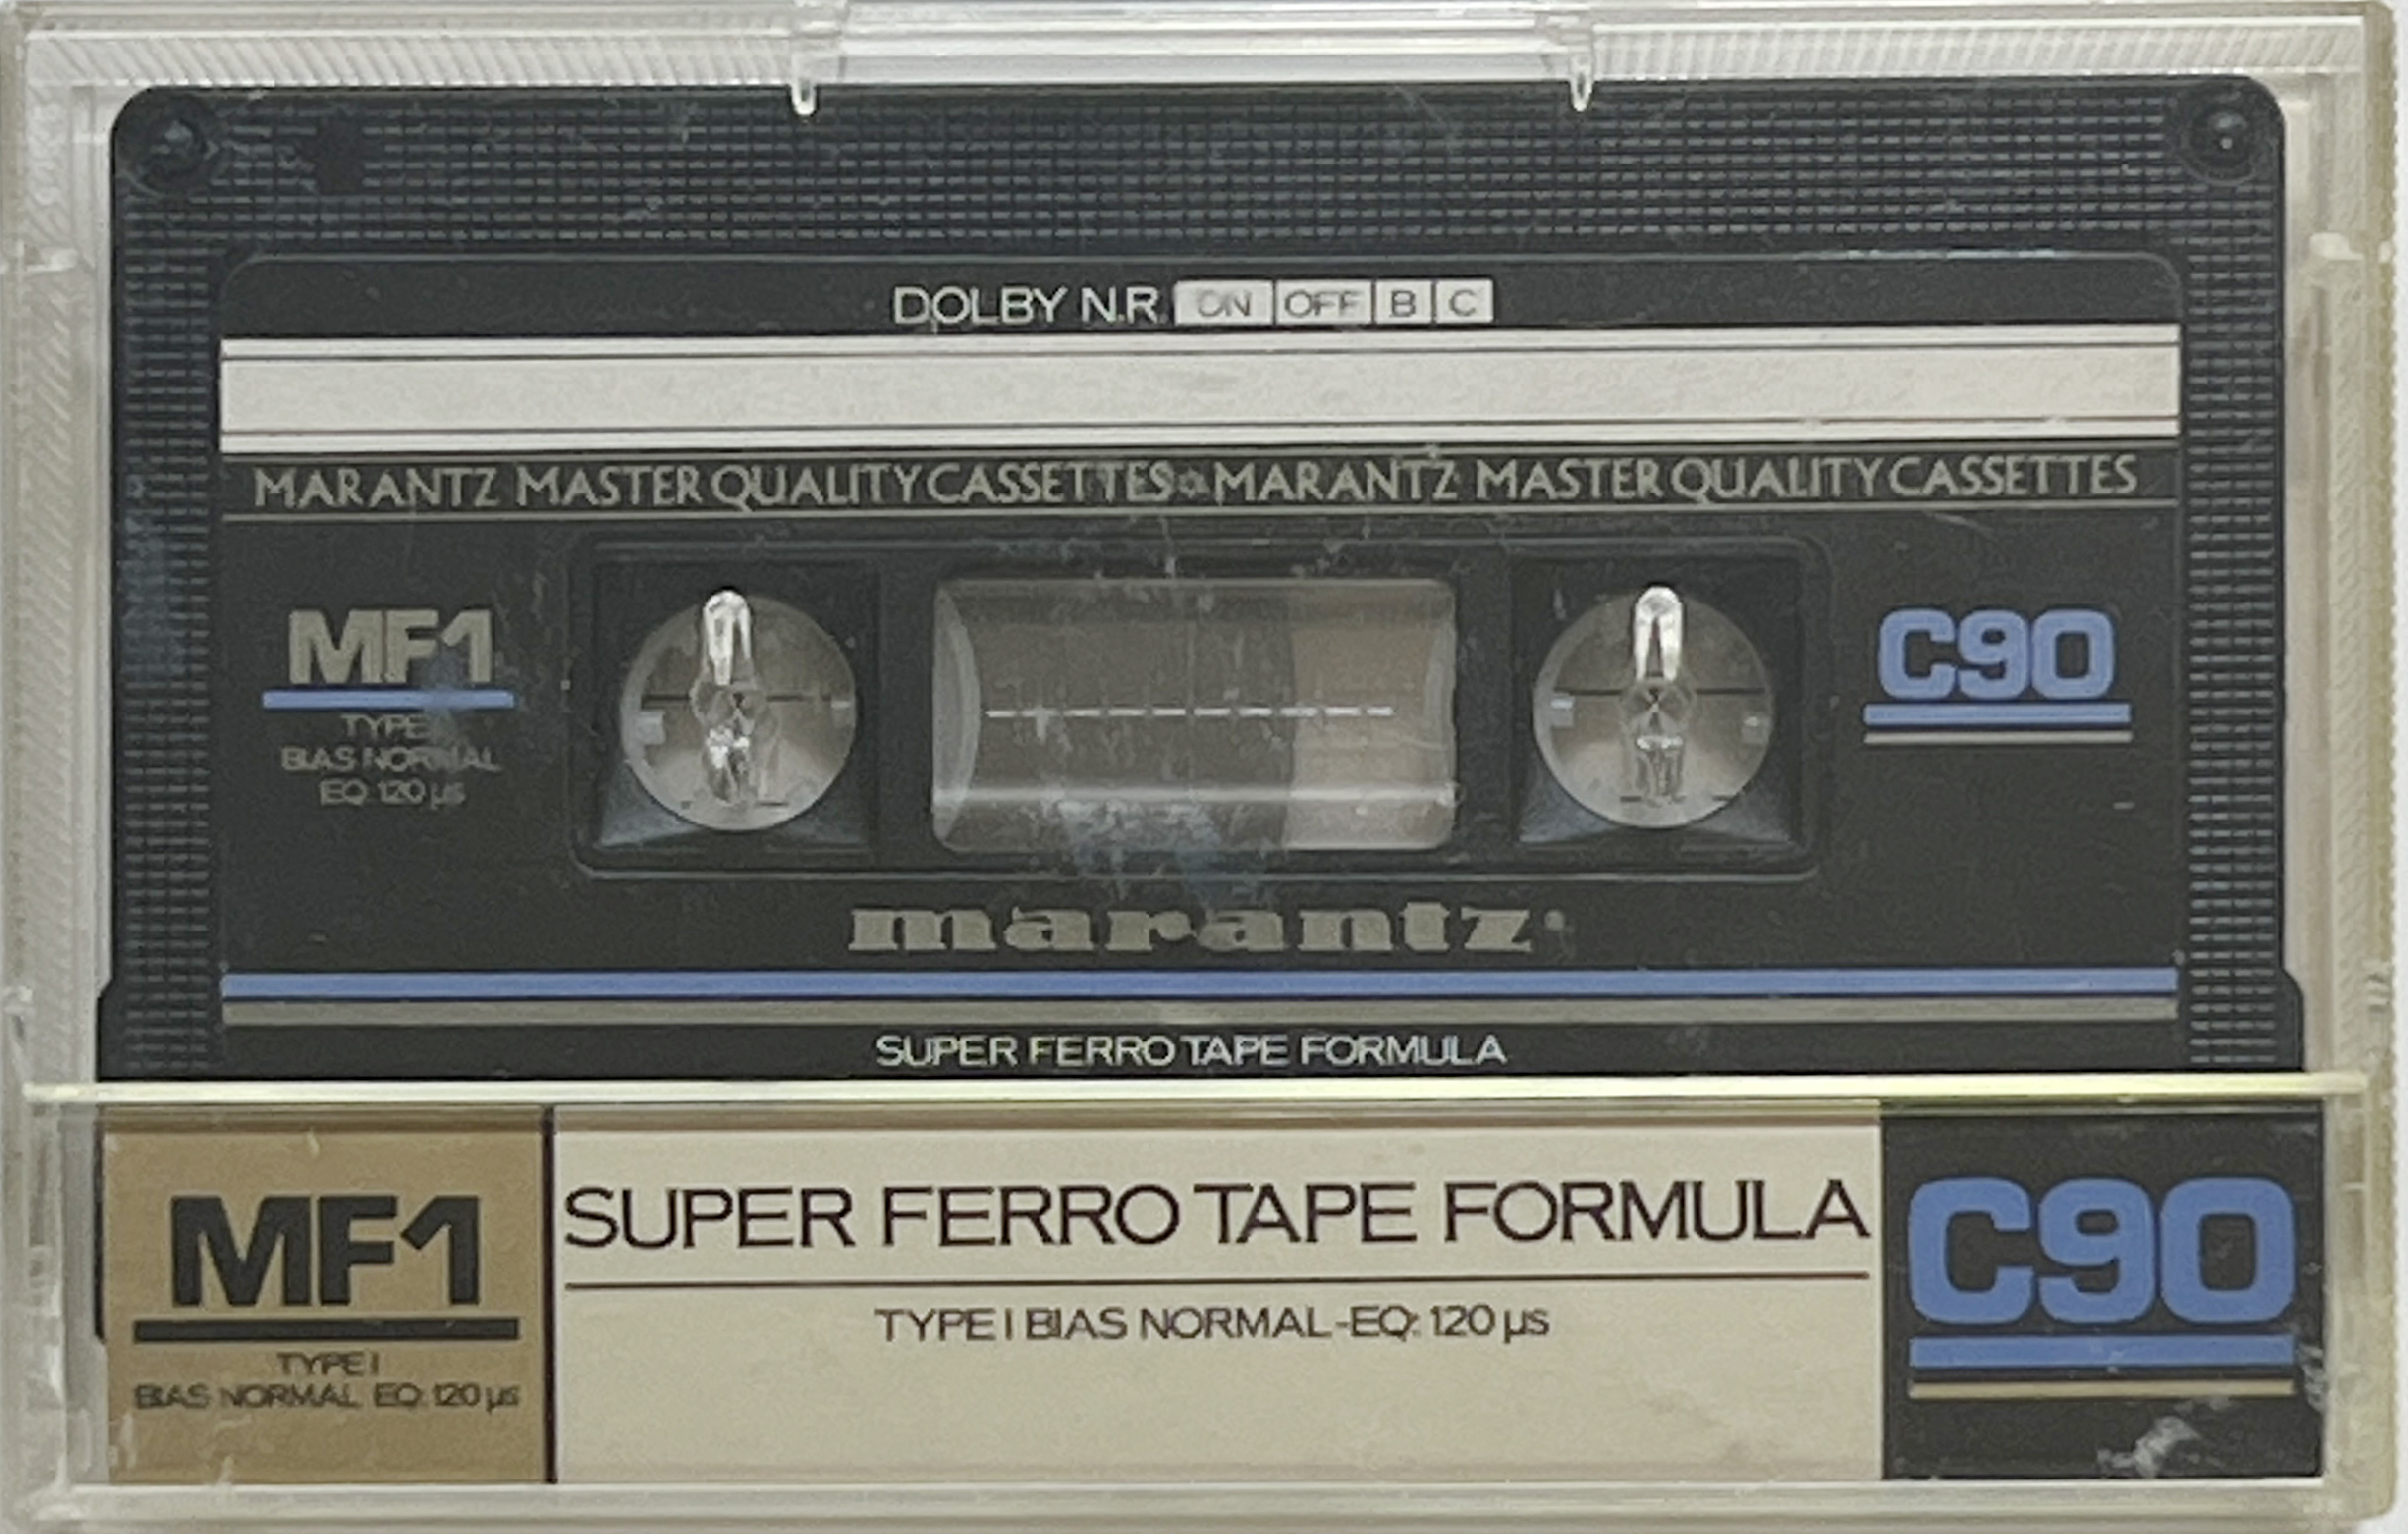 DOLBY N.R. ON OFF B C
MARANTZ MASTER QUALITY CASSETTES MARANTZ MASTER QUALITY CASSETTES
MF1
TYPE I
BIAS NORMAL
EQ: 120 µs
C90
marantz
SUPER FERRO TAPE FORMULA
MF1
TYPE I
BIAS NORMAL EQ: 120 µs
SUPER FERRO TAPE FORMULA
TYPE I BIAS NORMAL-EQ: 120 µs
C90